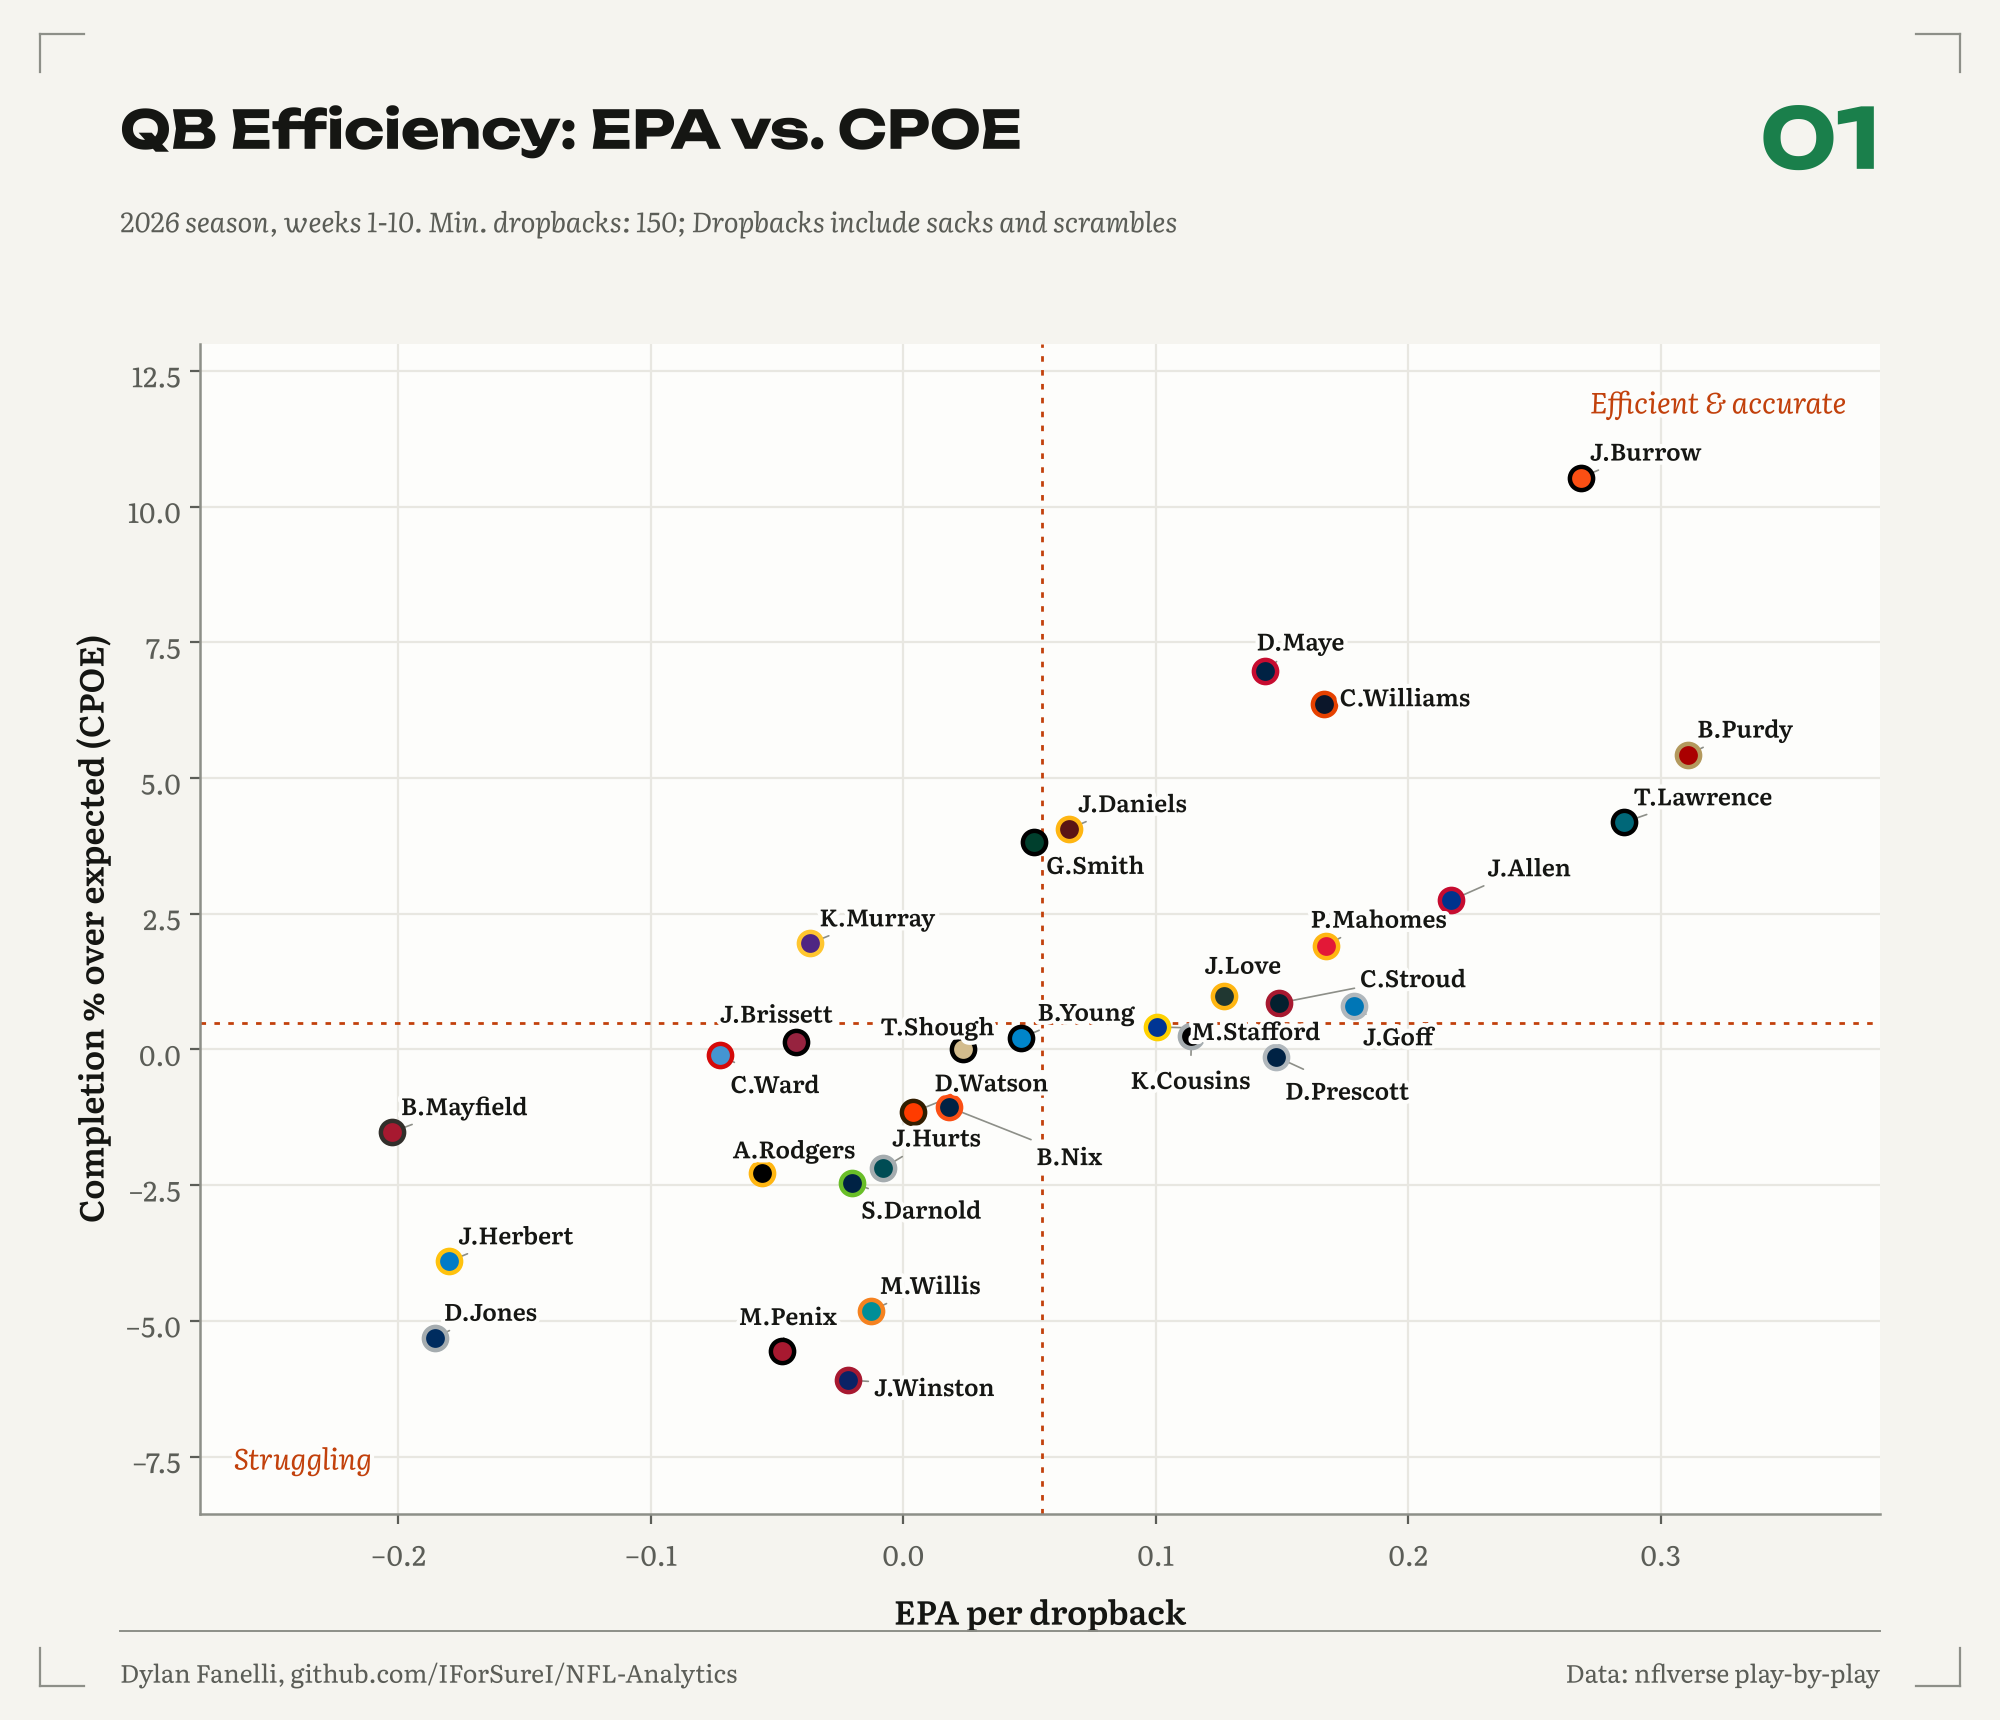 QB Efficiency: EPA vs. CPOE
01
2026 season, weeks 1-10. Min. dropbacks: 150; Dropbacks include sacks and scrambles
12.5
Efficient & accurate
J.Burrow
10.0
D.Maye
7.5
C.Williams
B.Purdy
5.0
T.Lawrence
J.Daniels
G.Smith
J.Allen
2.5
K.Murray
P.Mahomes
J.Love
C.Stroud
J.Brissett
B.Young
T.Shough
M.Stafford
J.Goff
0.0
C.Ward
D.Watson
K.Cousins
D.Prescott
B.Mayfield
J.Hurts
A.Rodgers
B.Nix
−2.5
S.Darnold
J.Herbert
M.Willis
D.Jones
M.Penix
−5.0
J.Winston
Struggling
−7.5
Completion % over expected (CPOE)
−0.2
−0.1
0.0
0.1
0.2
0.3
EPA per dropback
Dylan Fanelli, github.com/IForSureI/NFL-Analytics
Data: nflverse play-by-play